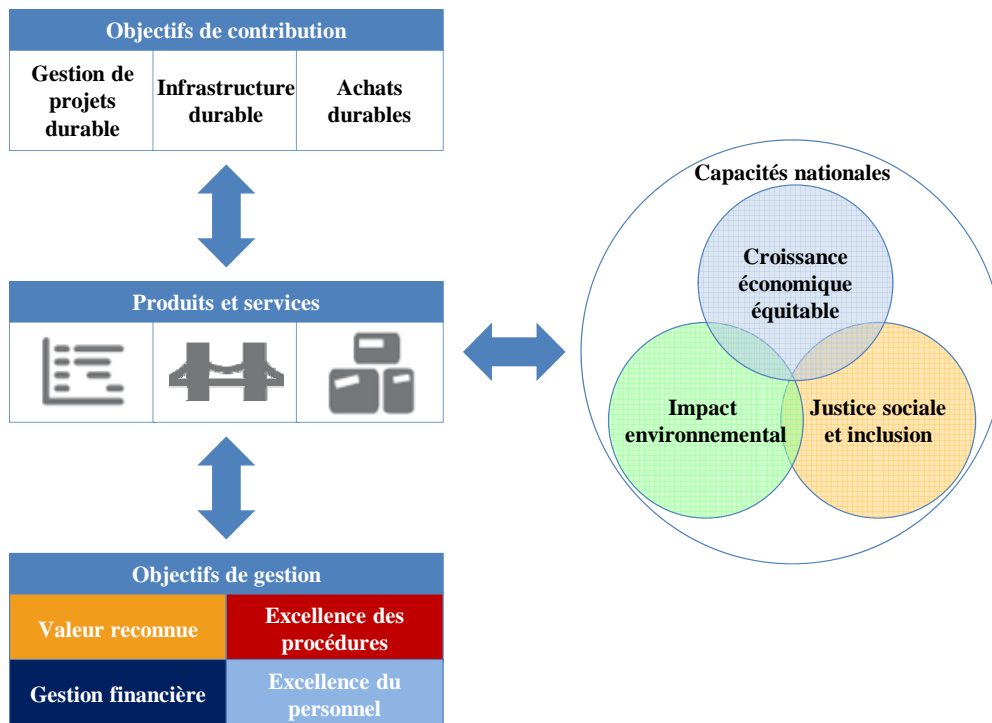 Objectifs de contribution
Gestion de
projets
durable
Infrastructure
durable
Achats
durables
Produits et services
Objectifs de gestion
Valeur reconnue
Excellence des
procédures
Gestion financière
Excellence du
personnel
Capacités nationales
Croissance
économique
équitable
Impact
environnemental
Justice sociale
et inclusion